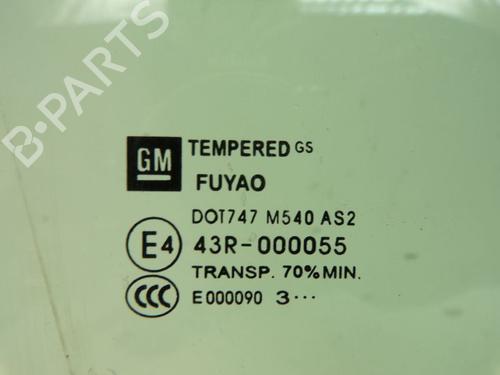 B-PARTS
GM TEMPERED GS
FUYAO
DOT747 M540 AS2
E4 43R-000055
TRANSP. 70%MIN.
CCC E000090 3•••